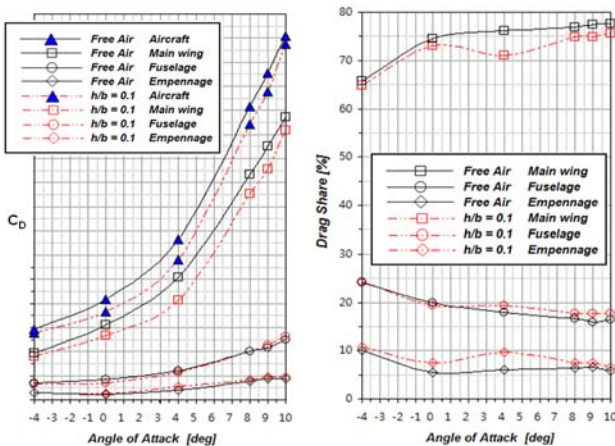 Free Air Aircraft
Free Air Main wing
Free Air Fuselage
Free Air Empennage
h/b = 0.1 Aircraft
h/b = 0.1 Main wing
h/b = 0.1 Fuselage
h/b = 0.1 Empennage
CD
-4 -3 -2 -1 0 1 2 3 4 5 6 7 8 9 10
Angle of Attack [deg]
80
75
70
65
60
50
40
30
25
20
15
10
5
0
Drag Share [%]
Free Air Main wing
Free Air Fuselage
Free Air Empennage
h/b = 0.1 Main wing
h/b = 0.1 Fuselage
h/b = 0.1 Empennage
-4 -3 -2 -1 0 1 2 3 4 5 6 7 8 9 10
Angle of Attack [deg]